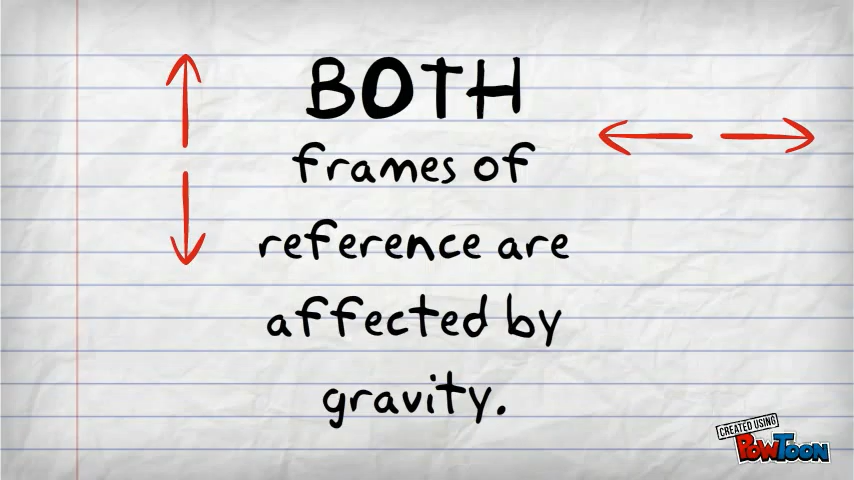 BOTH
frames of
reference are
affected by
gravity.
CREATED USING
POWTOON